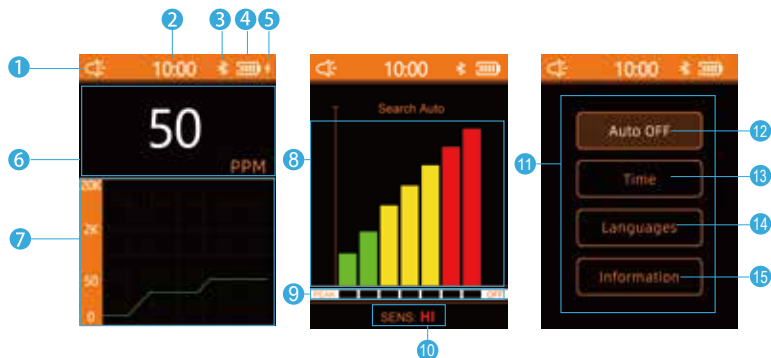 2 3 4 5
1 10:00
50
6 PPM
20K
7 2K
50
0
10:00
Search Auto
8
9 PEAK OFF
SENS: HI
10
10:00
11
Auto OFF 12
Time 13
Languages 14
Information 15